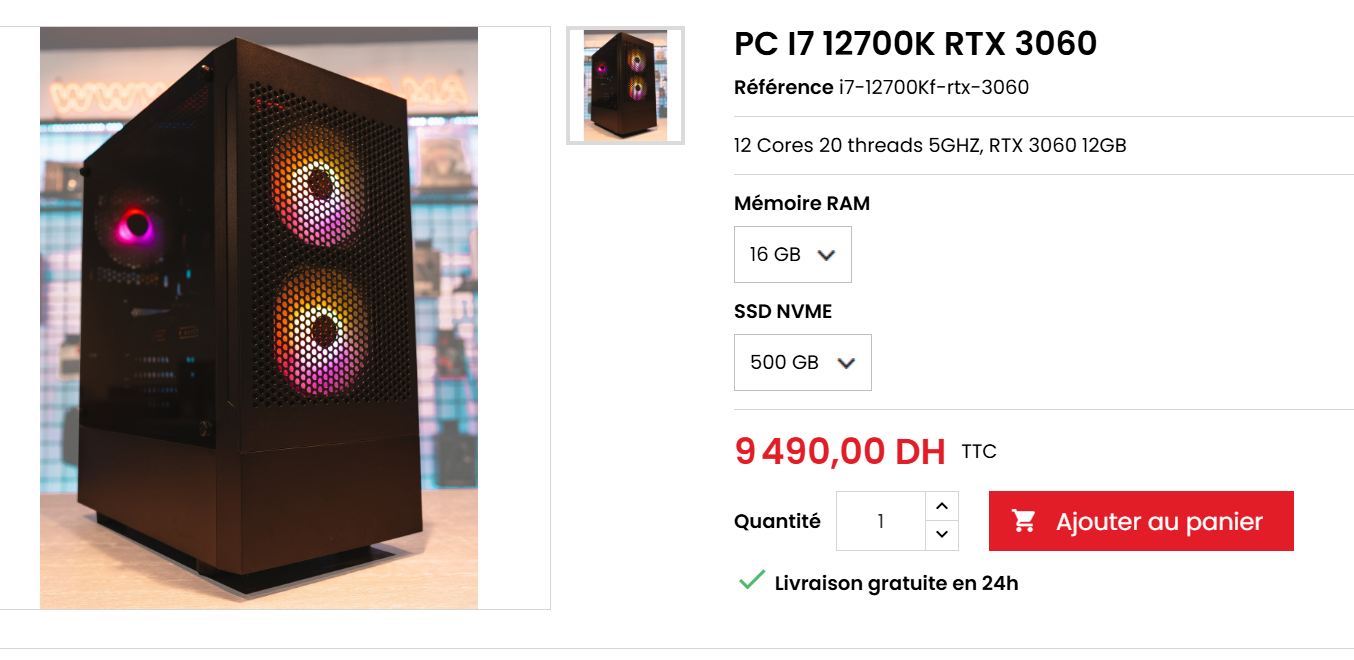 PC I7 12700K RTX 3060
Référence i7-12700Kf-rtx-3060
12 Cores 20 threads 5GHZ, RTX 3060 12GB
Mémoire RAM
16 GB
SSD NVME
500 GB
9 490,00 DH TTC
Quantité 1 Ajouter au panier
Livraison gratuite en 24h